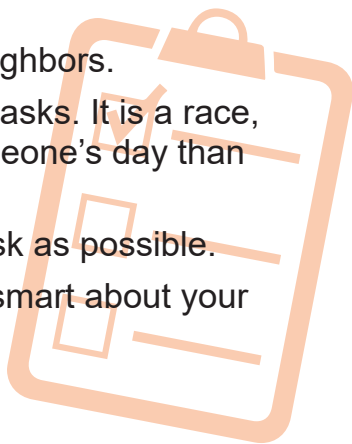 ghbors.
asks. It is a race,
eone’s day than
sk as possible.
smart about your